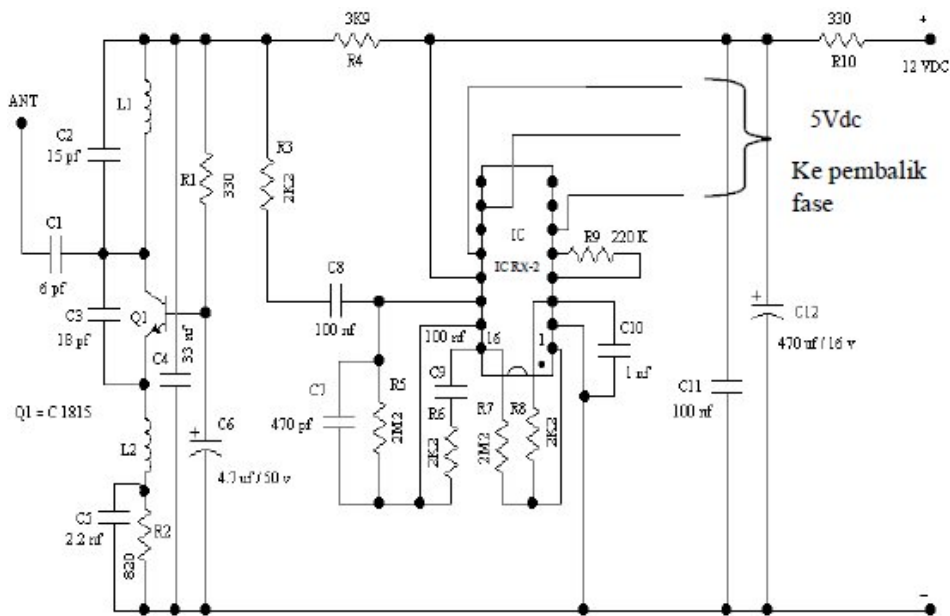 3K9
R4
330
R10
+
12 VDC
ANT
L1
C2
15 pf
R1
330
R3
2K2
5Vdc
Ke pembalik
fase
C1
6 pf
IC
IC RX-2
R9 220 K
C8
100 nf
C3
18 pf
Q1
C4
33 nf
100 nf
16
1
C10
1 nf
+
C12
470 uf / 16 v
C11
100 nf
Q1 = C 1815
C9
R5
2M2
R6
2K2
R7
2M2
R8
2K2
470 pf
L2
+
C6
4.7 uf / 50 v
C5
2.2 nf
R2
820
-